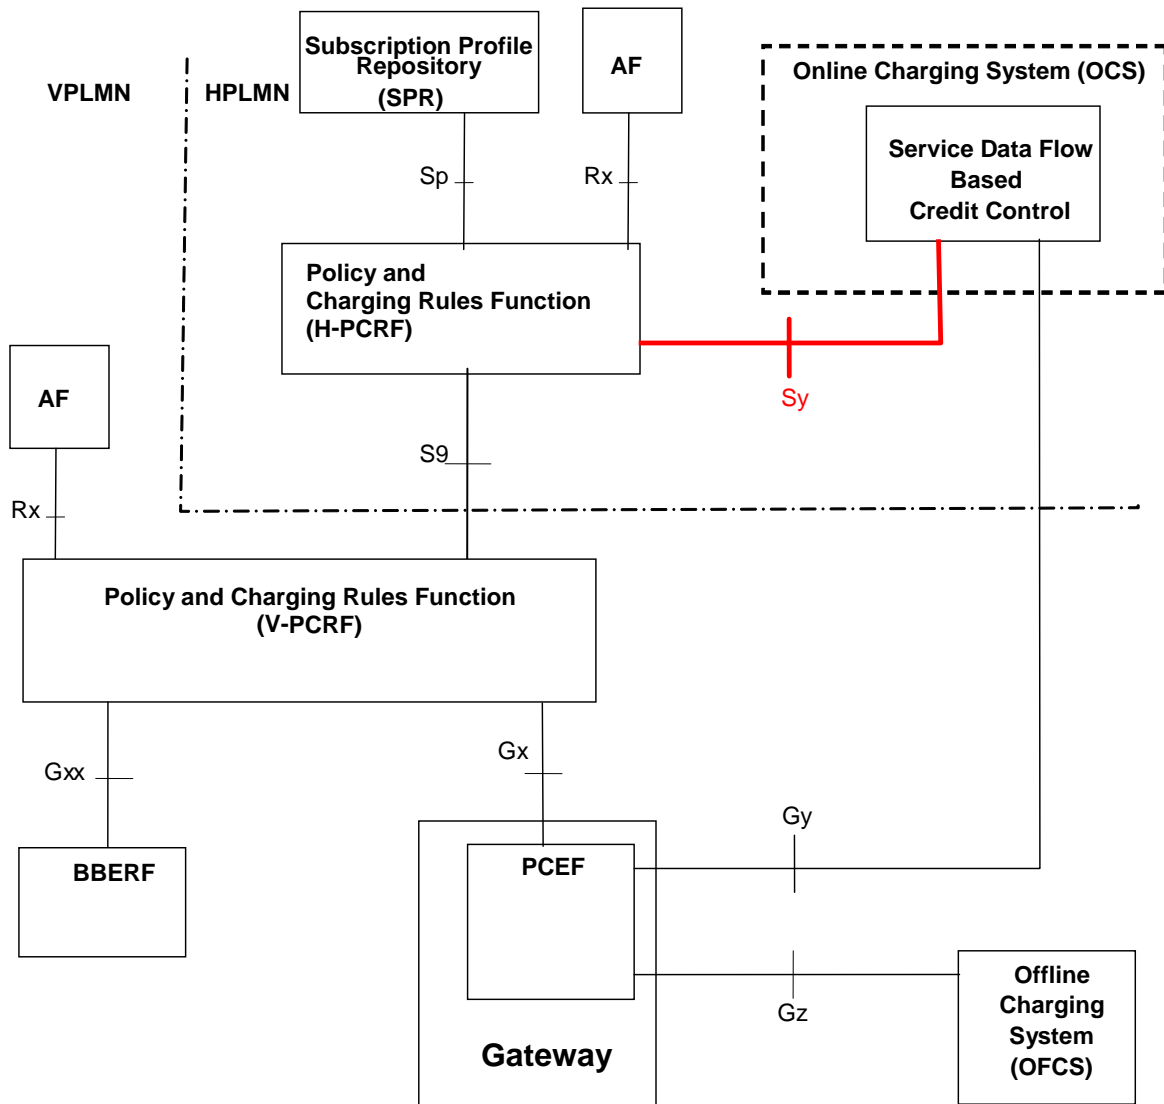 Subscription Profile
Repository
(SPR)
AF
Online Charging System (OCS)
VPLMN
HPLMN
Service Data Flow
Based
Credit Control
Sp
Rx
Policy and
Charging Rules Function
(H-PCRF)
Sy
AF
S9
Rx
Policy and Charging Rules Function
(V-PCRF)
Gxx
Gx
Gy
BBERF
PCEF
Offline
Charging
System
(OFCS)
Gz
Gateway